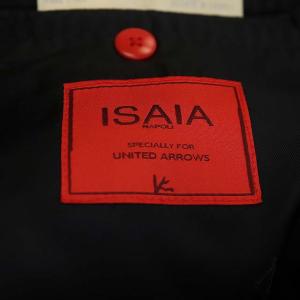 ISAIA
NAPOLI
SPECIALLY FOR
UNITED ARROWS